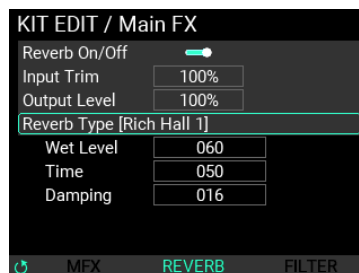 KIT EDIT / Main FX
Reverb On/Off
Input Trim 100%
Output Level 100%
Reverb Type [Rich Hall 1]
Wet Level 060
Time 050
Damping 016
MFX REVERB FILTER